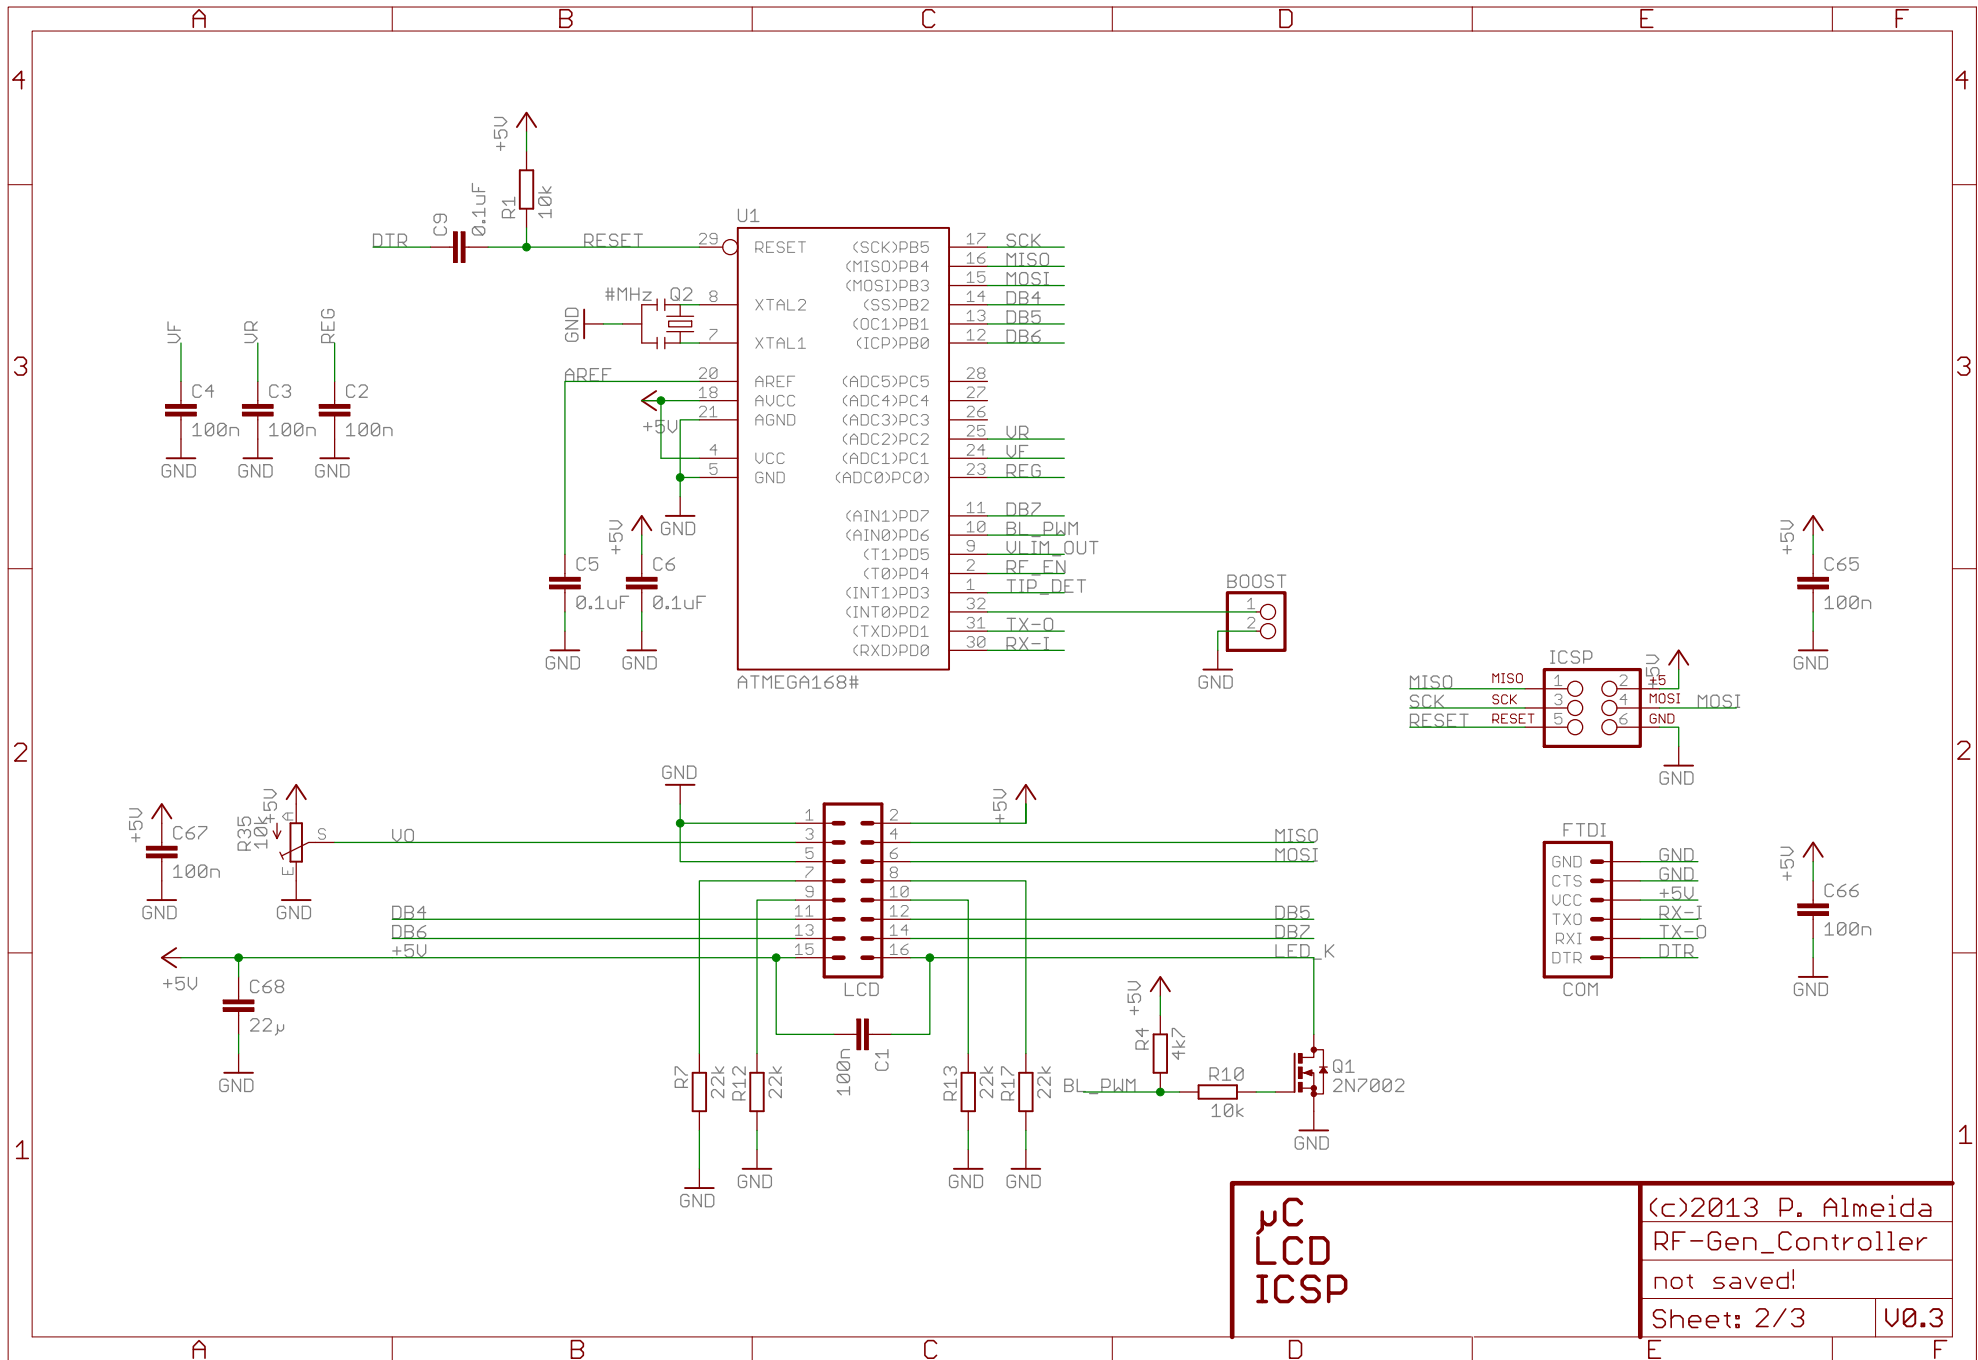 A B C D E F
4 4
+5V
R1
10k
C9
0.1uF
DTR
RESET
U1
29 RESET
(SCK)PB5 17 SCK
(MISO)PB4 16 MISO
(MOSI)PB3 15 MOSI
#MHz Q2
8 XTAL2
(SS)PB2 14 DB4
GND
(OC1)PB1 13 DB5
7 XTAL1
(ICP)PB0 12 DB6
3 3
VF VR REG
C4 C3 C2
100n 100n 100n
GND GND GND
AREF
20 AREF
(ADC5)PC5 28
18 AVCC
(ADC4)PC4 27
+5V
21 AGND
(ADC3)PC3 26
(ADC2)PC2 25 VR
4 VCC
(ADC1)PC1 24 VF
5 GND
(ADC0)PC0) 23 REG
GND
(AIN1)PD7 11 DB7
(AIN0)PD6 10 BL_PWM
(T1)PD5 9 VLIM_OUT
(T0)PD4 2 RF_EN
(INT1)PD3 1 TIP_DET
(INT0)PD2 32
(TXD)PD1 31 TX-O
(RXD)PD0 30 RX-I
ATMEGA168#
+5V
C5 C6
0.1uF 0.1uF
GND GND
BOOST
1
2
GND
+5V
C65
100n
GND
ICSP
+5V
MISO MISO 1 2 +5
SCK SCK 3 4 MOSI MOSI
RESET RESET 5 6 GND
GND
2 2
+5V
C67
100n
GND
R35
10k
+5V
A
S
E
GND
VO
GND
+5V
1 2
3 4 MISO
5 6 MOSI
7 8
9 10
DB4 11 12 DB5
DB6 13 14 DB7
+5V 15 16 LED_K
LCD
+5V
C68
22µ
GND
FTDI
GND GND
CTS GND
VCC +5V
TXO RX-I
RXI TX-O
DTR DTR
COM
+5V
C66
100n
GND
R7
22k
GND
R12
22k
GND
100n
C1
R13
22k
GND
R17
22k
GND
+5V
R4
4k7
BL_PWM
R10
10k
Q1
2N7002
GND
1 1
µC
LCD
ICSP
(c)2013 P. Almeida
RF-Gen_Controller
not saved!
Sheet: 2/3 V0.3
A B C D E F